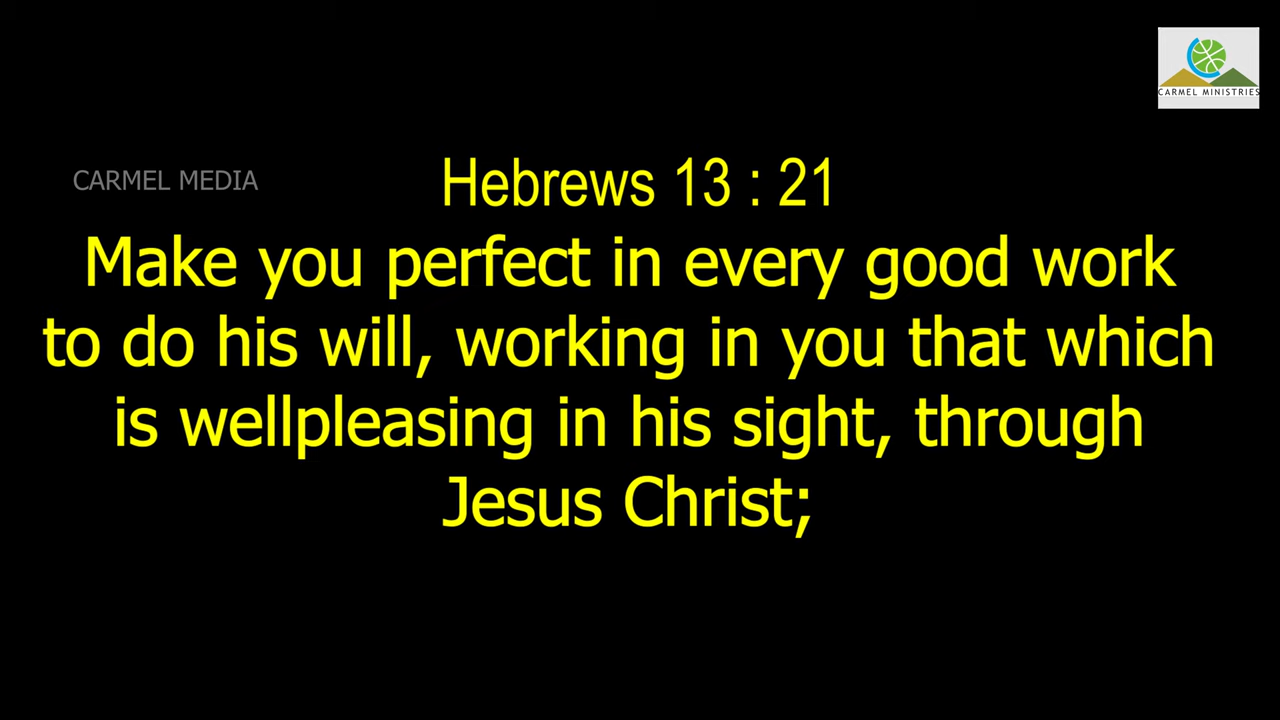 CARMEL MINISTRIES
CARMEL MEDIA
Hebrews 13 : 21
Make you perfect in every good work
to do his will, working in you that which
is wellpleasing in his sight, through
Jesus Christ;